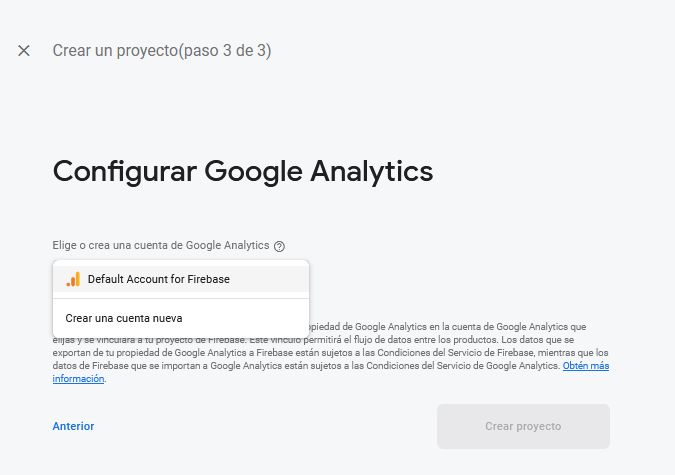 Crear un proyecto(paso 3 de 3)
Configurar Google Analytics
Elige o crea una cuenta de Google Analytics
Default Account for Firebase
Crear una cuenta nueva
de Google Analytics en la cuenta de Google Analytics que
elijas y se vinculará a tu proyecto de Firebase. Este vínculo permitirá el flujo de datos entre los productos. Los datos que se
exportan de tu propiedad de Google Analytics a Firebase están sujetos a las Condiciones del Servicio de Firebase, mientras que los
datos de Firebase que se importan a Google Analytics están sujetos a las Condiciones del Servicio de Google Analytics. Obtén más
información.
Anterior
Crear proyecto